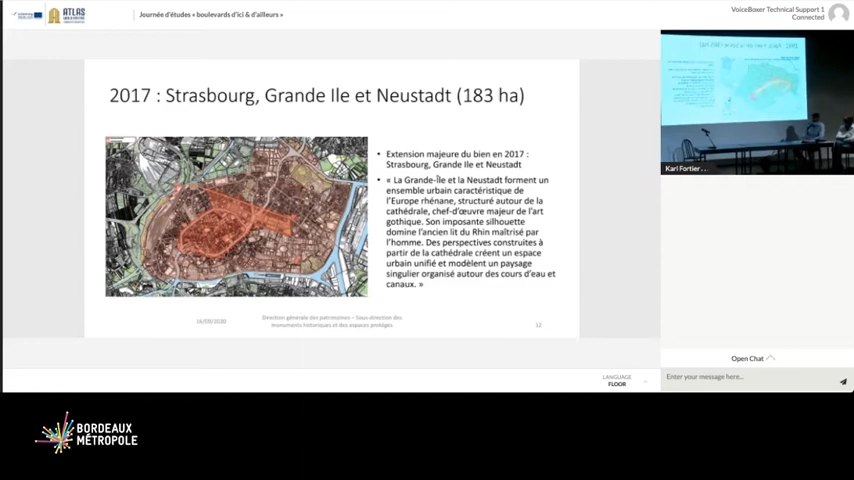 ATLAS
Journée d'études « boulevards d'ici & d'ailleurs »
VoiceBoxer Technical Support 1
Connected
2017 : Strasbourg, Grande Ile et Neustadt (183 ha)
• Extension majeure du bien en 2017 :
Strasbourg, Grande Ile et Neustadt
• « La Grande-Île et la Neustadt forment un
ensemble urbain caractéristique de
l'Europe rhénane, structuré autour de la
cathédrale, chef-d'œuvre majeur de l'art
gothique. Son imposante silhouette
domine l'ancien lit du Rhin maîtrisé par
l'homme. Des perspectives construites à
partir de la cathédrale créent un espace
urbain unifié et modèlent un paysage
singulier organisé autour des cours d'eau et
canaux. »
Direction générale des patrimoines – Sous-direction des
monuments historiques et des espaces protégés
12
Karl Fortier ...
Open Chat
LANGUAGE
FLOOR
Enter your message here...
BORDEAUX
MÉTROPOLE